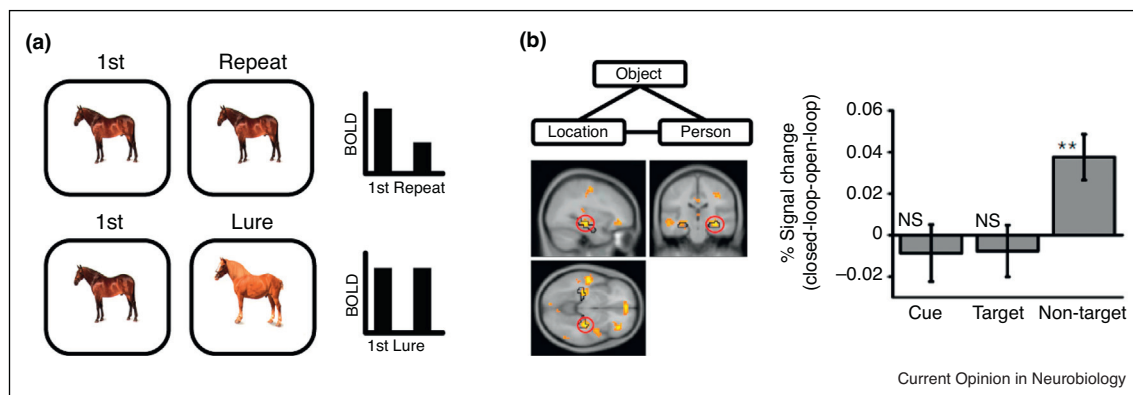 (a)
1st Repeat
BOLD
1st Repeat
1st Lure
BOLD
1st Lure
(b)
Object
Location Person
% Signal change
(closed-loop-open-loop)
0.06
0.04
0.02
0
−0.02
NS NS **
Cue Target Non-target
Current Opinion in Neurobiology